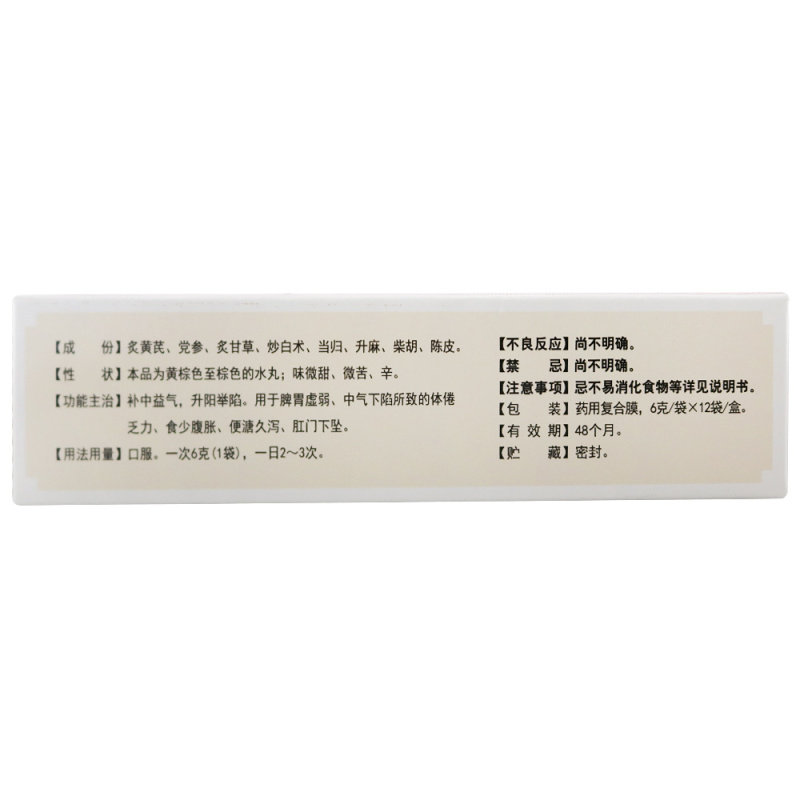 【成　份】炙黄芪、党参、炙甘草、炒白术、当归、升麻、柴胡、陈皮。
【性　状】本品为黄棕色至棕色的水丸；味微甜、微苦、辛。
【功能主治】补中益气，升阳举陷。用于脾胃虚弱、中气下陷所致的体倦
乏力、食少腹胀、便溏久泻、肛门下坠。
【用法用量】口服。一次6克(1袋)，一日2～3次。
【不良反应】尚不明确。
【禁　忌】尚不明确。
【注意事项】忌不易消化食物等详见说明书。
【包　装】药用复合膜，6克/袋×12袋/盒。
【有 效 期】48个月。
【贮　藏】密封。